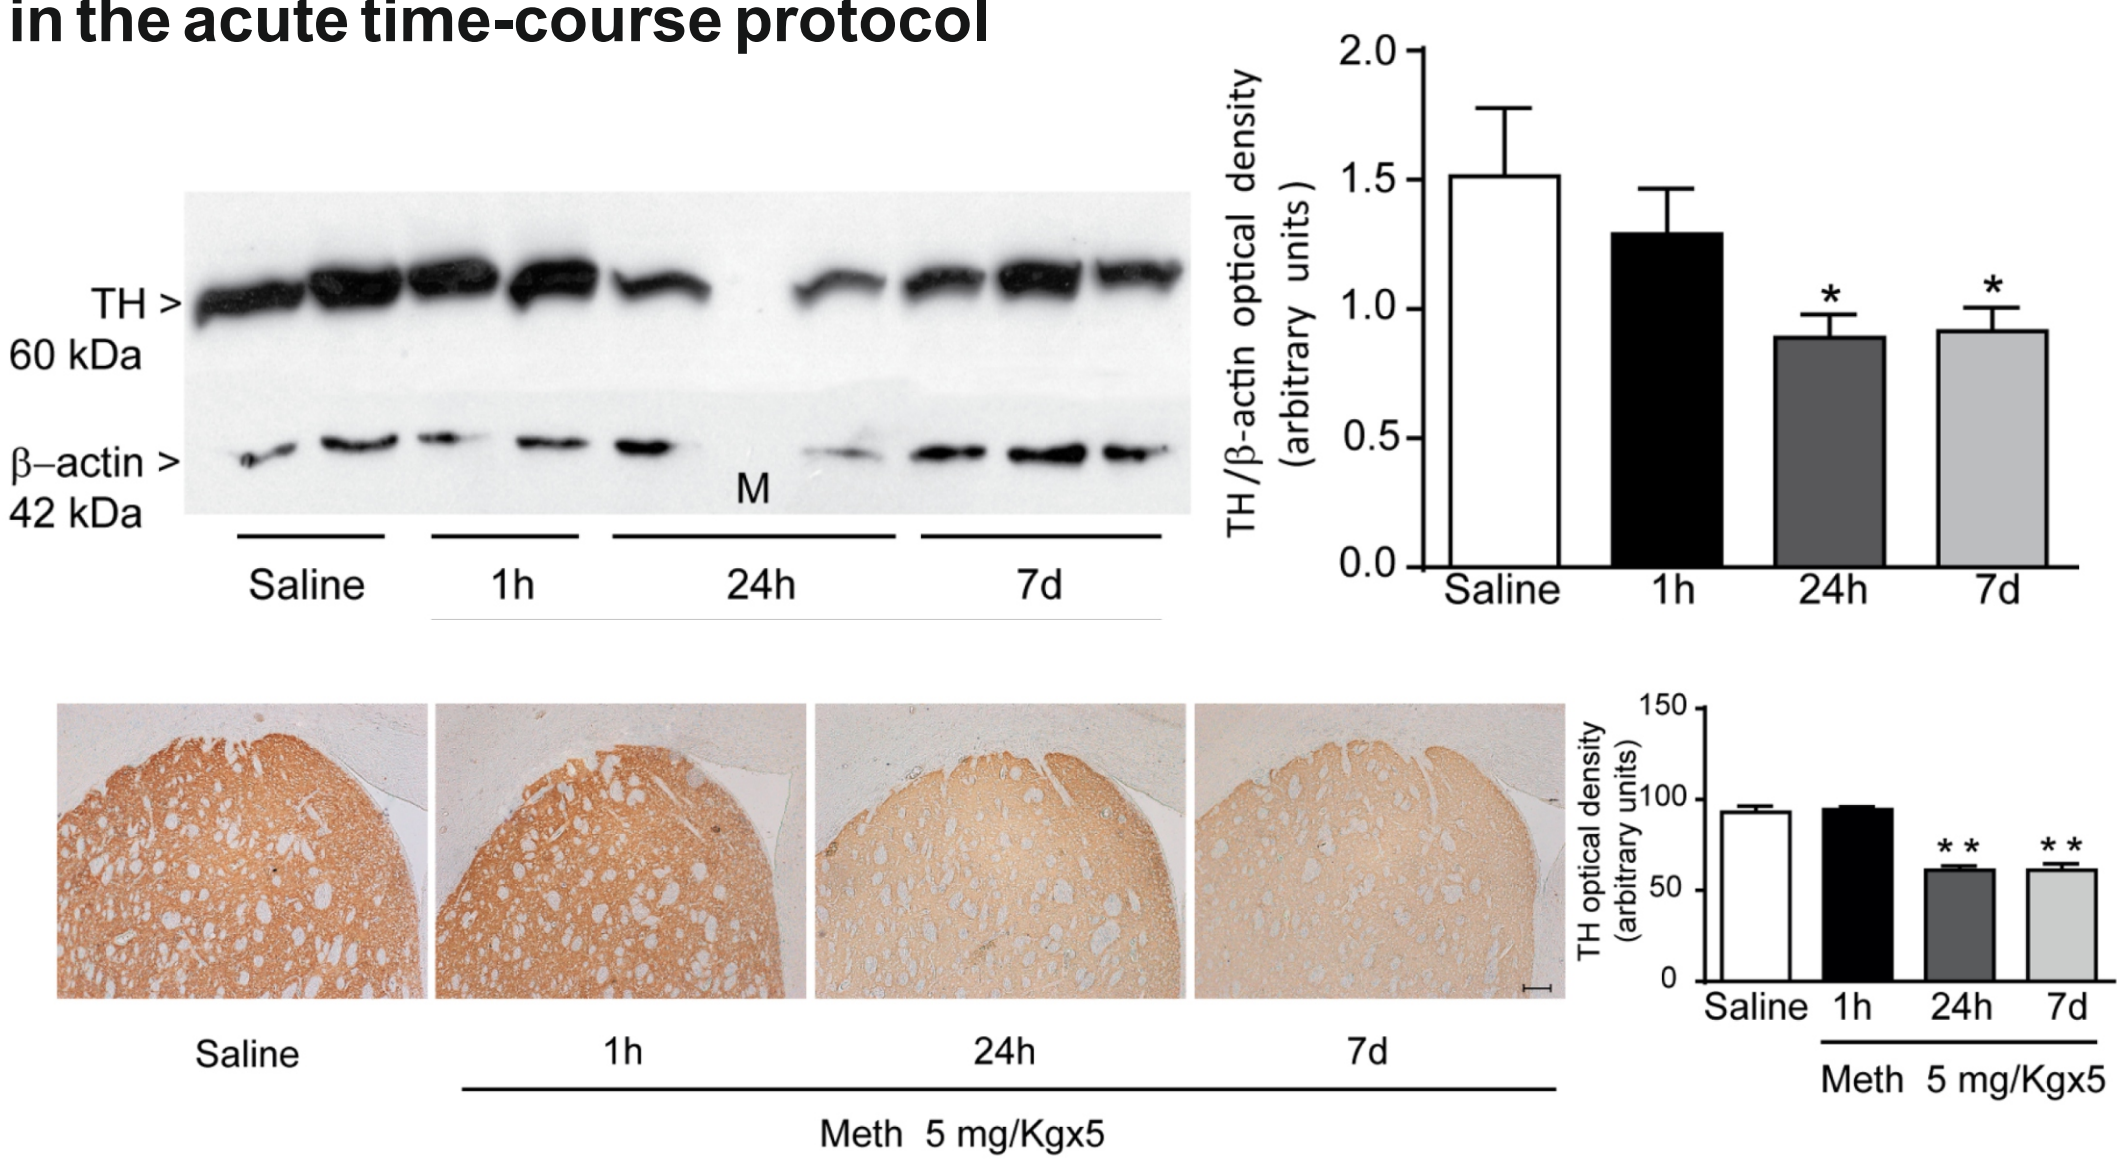 in the acute time-course protocol
TH >
60 kDa
β–actin >
42 kDa
M
Saline 1h 24h 7d
TH/β-actin optical density
(arbitrary units)
2.0
1.5
1.0
0.5
0.0
* *
Saline 1h 24h 7d
Saline 1h 24h 7d
Meth 5 mg/Kgx5
TH optical density
(arbitrary units)
150
100
50
0
** **
Saline 1h 24h 7d
Meth 5 mg/Kgx5